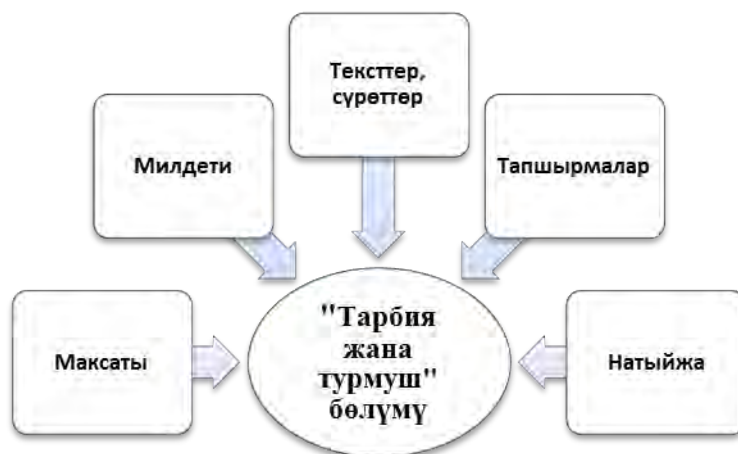 Тексттер,
сүрөттөр
Милдети
Тапшырмалар
Максаты
"Тарбия
жана
турмуш"
бөлүмү
Натыйжа